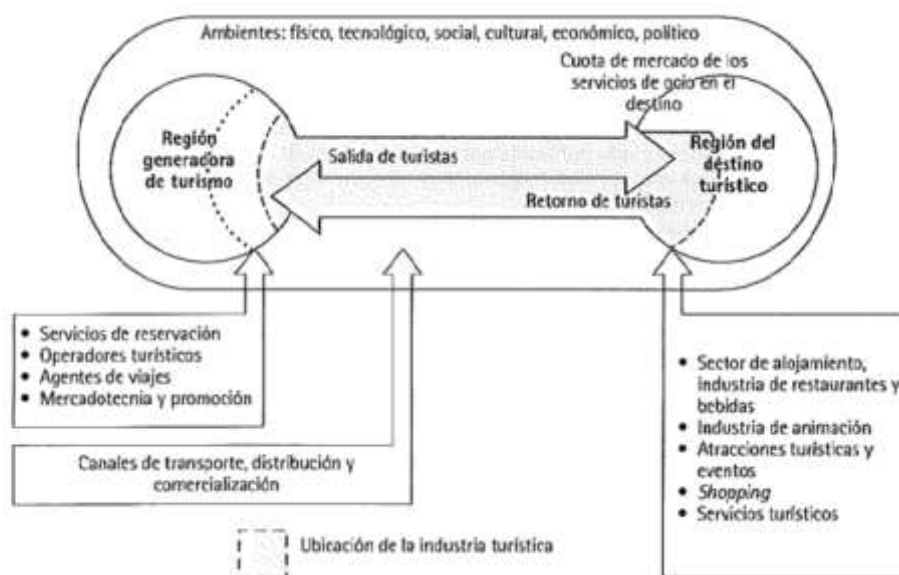 Ambientes: físico, tecnológico, social, cultural, económico, político
Cuota de mercado de los
servicios de ocio en el
destino
Región
generadora
de turismo
Salida de turistas
Retorno de turistas
Región del
destino
turístico
• Servicios de reservación
• Operadores turísticos
• Agentes de viajes
• Mercadotecnia y promoción
Canales de transporte, distribución y
comercialización
• Sector de alojamiento,
industria de restaurantes y
bebidas
• Industria de animación
• Atracciones turísticas y
eventos
• Shopping
• Servicios turísticos
Ubicación de la industria turística